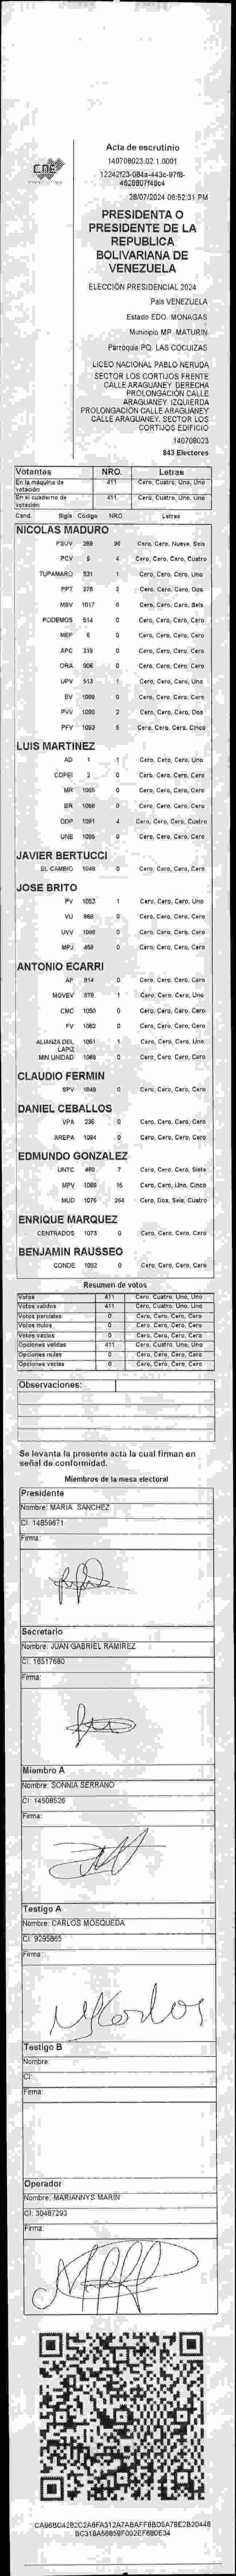 CNE
Acta de escrutinio
140708023.02.1.0001
4628607f48c4
28/07/2024 06:52:31 PM
PRESIDENTA O
PRESIDENTE DE LA
REPUBLICA
BOLIVARIANA DE
VENEZUELA
ELECCIÓN PRESIDENCIAL 2024
País VENEZUELA
Estado EDO. MONAGAS
Municipio MP. MATURIN
Parroquia PQ. LAS COCUIZAS
LICEO NACIONAL PABLO NERUDA
SECTOR LOS CORTIJOS FRENTE
CALLE ARAGUANEY. DERECHA
PROLONGACIÓN CALLE
ARAGUANEY. IZQUIERDA
PROLONGACIÓN CALLE ARAGUANEY
CALLE ARAGUANEY. SECTOR LOS
CORTIJOS EDIFICIO
140708023
843 Electores
Votantes NRO. Letras
En la máquina de votación 411 Cero, Cuatro, Uno, Uno
En el cuaderno de votación 411 Cero, Cuatro, Uno, Uno
Cand. Sigla Código NRO. Letras
NICOLAS MADURO
PSUV 269 96 Cero, Cero, Nueve, Seis
PCV 9 4 Cero, Cero, Cero, Cuatro
TUPAMARO 531 1 Cero, Cero, Cero, Uno
PPT 275 2 Cero, Cero, Cero, Dos
MSV 1017 6 Cero, Cero, Cero, Seis
PODEMOS 514 0 Cero, Cero, Cero, Cero
MEP 6 0 Cero, Cero, Cero, Cero
APC 219 0 Cero, Cero, Cero, Cero
ORA 906 0 Cero, Cero, Cero, Cero
UPV 513 1 Cero, Cero, Cero, Uno
EV 1089 0 Cero, Cero, Cero, Cero
PVV 1090 2 Cero, Cero, Cero, Dos
PFV 1093 5 Cero, Cero, Cero, Cinco
LUIS MARTINEZ
AD 1 1 Cero, Cero, Cero, Uno
COPEI 2 0 Cero, Cero, Cero, Cero
MR 1095 0 Cero, Cero, Cero, Cero
BR 1066 0 Cero, Cero, Cero, Cero
DDP 1091 4 Cero, Cero, Cero, Cuatro
UNE 1096 0 Cero, Cero, Cero, Cero
JAVIER BERTUCCI
EL CAMBIO 1048 0 Cero, Cero, Cero, Cero
JOSE BRITO
PV 1053 1 Cero, Cero, Cero, Uno
VU 868 0 Cero, Cero, Cero, Cero
UVV 1098 0 Cero, Cero, Cero, Cero
MPJ 458 0 Cero, Cero, Cero, Cero
ANTONIO ECARRI
AP 914 0 Cero, Cero, Cero, Cero
MOVEV 878 1 Cero, Cero, Cero, Uno
CMC 1050 0 Cero, Cero, Cero, Cero
FV 1082 0 Cero, Cero, Cero, Cero
ALIANZA DEL LAPIZ 1051 1 Cero, Cero, Cero, Uno
MIN UNIDAD 1068 0 Cero, Cero, Cero, Cero
CLAUDIO FERMIN
SPV 1049 0 Cero, Cero, Cero, Cero
DANIEL CEBALLOS
VPA 236 0 Cero, Cero, Cero, Cero
AREPA 1094 0 Cero, Cero, Cero, Cero
EDMUNDO GONZALEZ
UNTC 480 7 Cero, Cero, Cero, Siete
MPV 1069 15 Cero, Cero, Uno, Cinco
MUD 1075 264 Cero, Dos, Seis, Cuatro
ENRIQUE MARQUEZ
CENTRADOS 1073 0 Cero, Cero, Cero, Cero
BENJAMIN RAUSSEO
CONDE 1092 0 Cero, Cero, Cero, Cero
Resumen de votos
Votos 411 Cero, Cuatro, Uno, Uno
Votos validos 411 Cero, Cuatro, Uno, Uno
Votos parciales 0 Cero, Cero, Cero, Cero
Votos nulos 0 Cero, Cero, Cero, Cero
Votos vacíos 0 Cero, Cero, Cero, Cero
Opciones validas 411 Cero, Cuatro, Uno, Uno
Opciones nulas 0 Cero, Cero, Cero, Cero
Opciones vacías 0 Cero, Cero, Cero, Cero
Observaciones:
Se levanta la presente acta la cual firman en
señal de conformidad.
Miembros de la mesa electoral
Presidente
Nombre: MARIA SANCHEZ
CI: 14859871
Firma:
Secretario
Nombre: JUAN GABRIEL RAMIREZ
CI: 16517680
Firma:
Miembro A
Nombre: SONNIA SERRANO
CI: 14508526
Firma:
Testigo A
Nombre: CARLOS MOSQUEDA
CI: 9295865
Firma:
Testigo B
Nombre:
CI:
Firma:
Operador
Nombre: MARIANNYS MARIN
CI: 30487293
Firma: